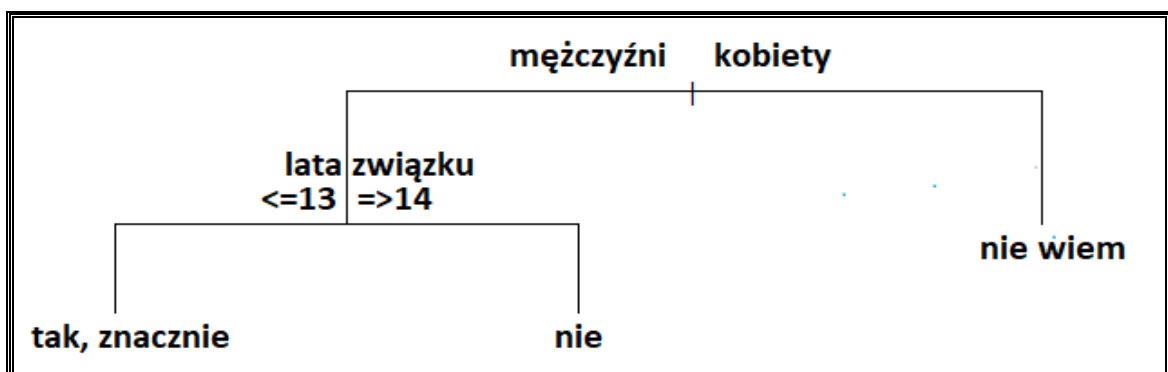 mężczyźni kobiety
lata związku
<=13 =>14
nie wiem
tak, znacznie nie